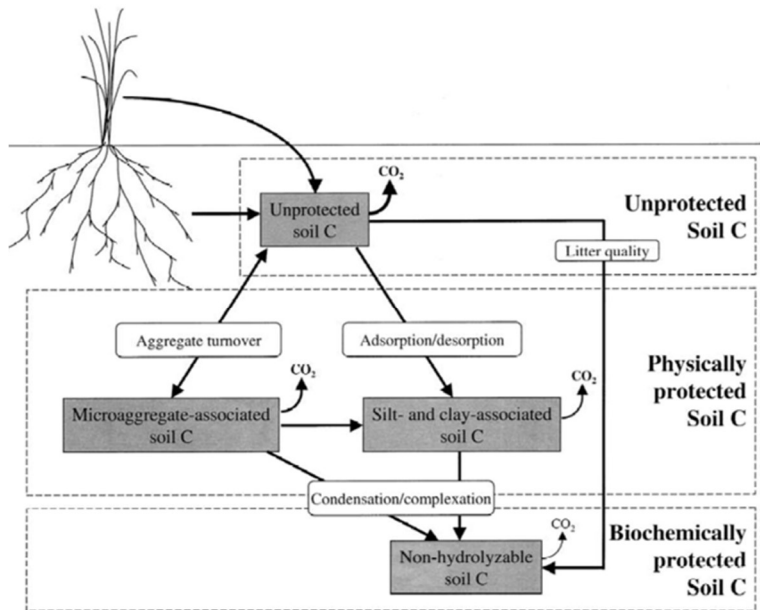 CO₂
Unprotected
soil C
Unprotected
Soil C
Litter quality
Aggregate turnover
Adsorption/desorption
Physically
protected
Soil C
CO₂
CO₂
Microaggregate-associated
soil C
Silt- and clay-associated
soil C
Condensation/complexation
CO₂
Non-hydrolyzable
soil C
Biochemically
protected
Soil C